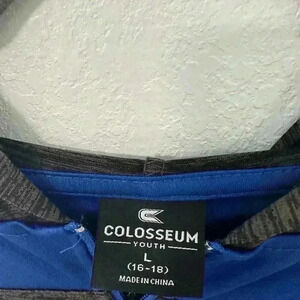 COLOSSEUM
YOUTH
L
(16-18)
MADE IN CHINA